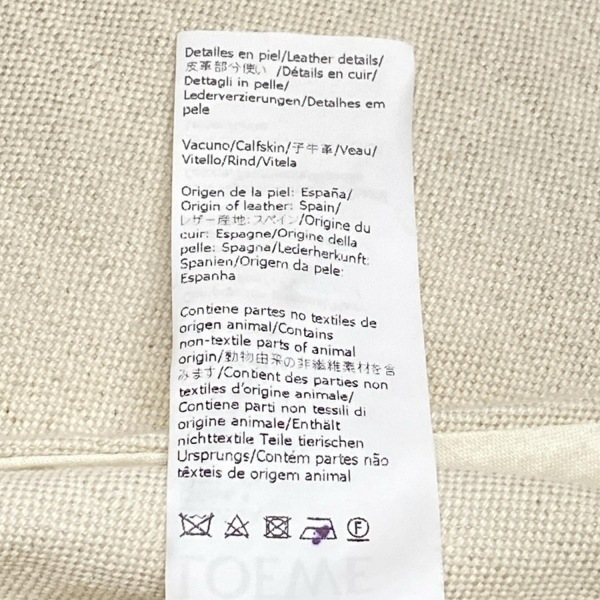 Detalles en piel/Leather details/
皮革部分使い /Détails en cuir/
Dettagli in pelle/
Lederverzierungen/Detalhes em
pele
Vacuno/Calfskin/子牛革/Veau/
Vitello/Rind/Vitela
Origen de la piel: España/
Origin of leather: Spain/
レザー産地: スペイン/Origine du
cuir: Espagne/Origine della
pelle: Spagna/Lederherkunft:
Spanien/Origem da pele:
Espanha
Contiene partes no textiles de
origen animal/Contains
non-textile parts of animal
origin/動物由来の非繊維素材を含
みます/Contient des parties non
textiles d'origine animale/
Contiene parti non tessili di
origine animale/Enthält
nichttextile Teile tierischen
Ursprungs/Contém partes não
têxteis de origem animal
F
LOEWE